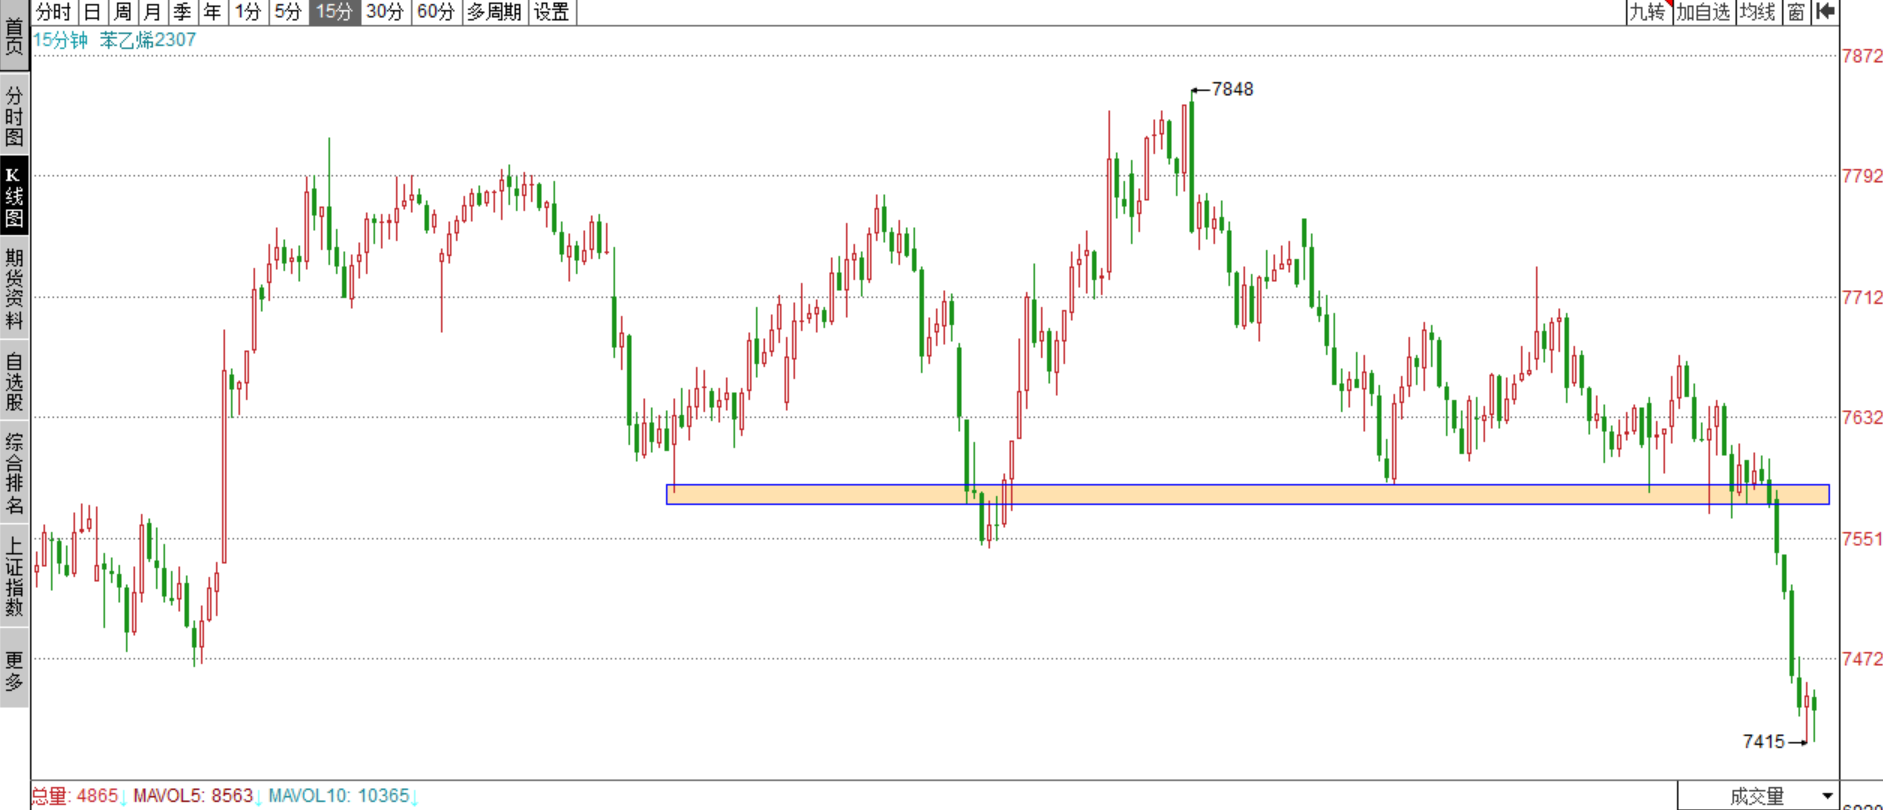 分时 日 周 月 季 年 1分 5分 15分 30分 60分 多周期 设置
九转 加自选 均线 窗
15分钟 苯乙烯2307
首页
分时图
K线图
期货资料
自选股
综合排名
上证指数
更多
7848
7415
7872
7792
7712
7632
7551
7472
总量: 4865↓ MAVOL5: 8563↓ MAVOL10: 10365↓
成交量